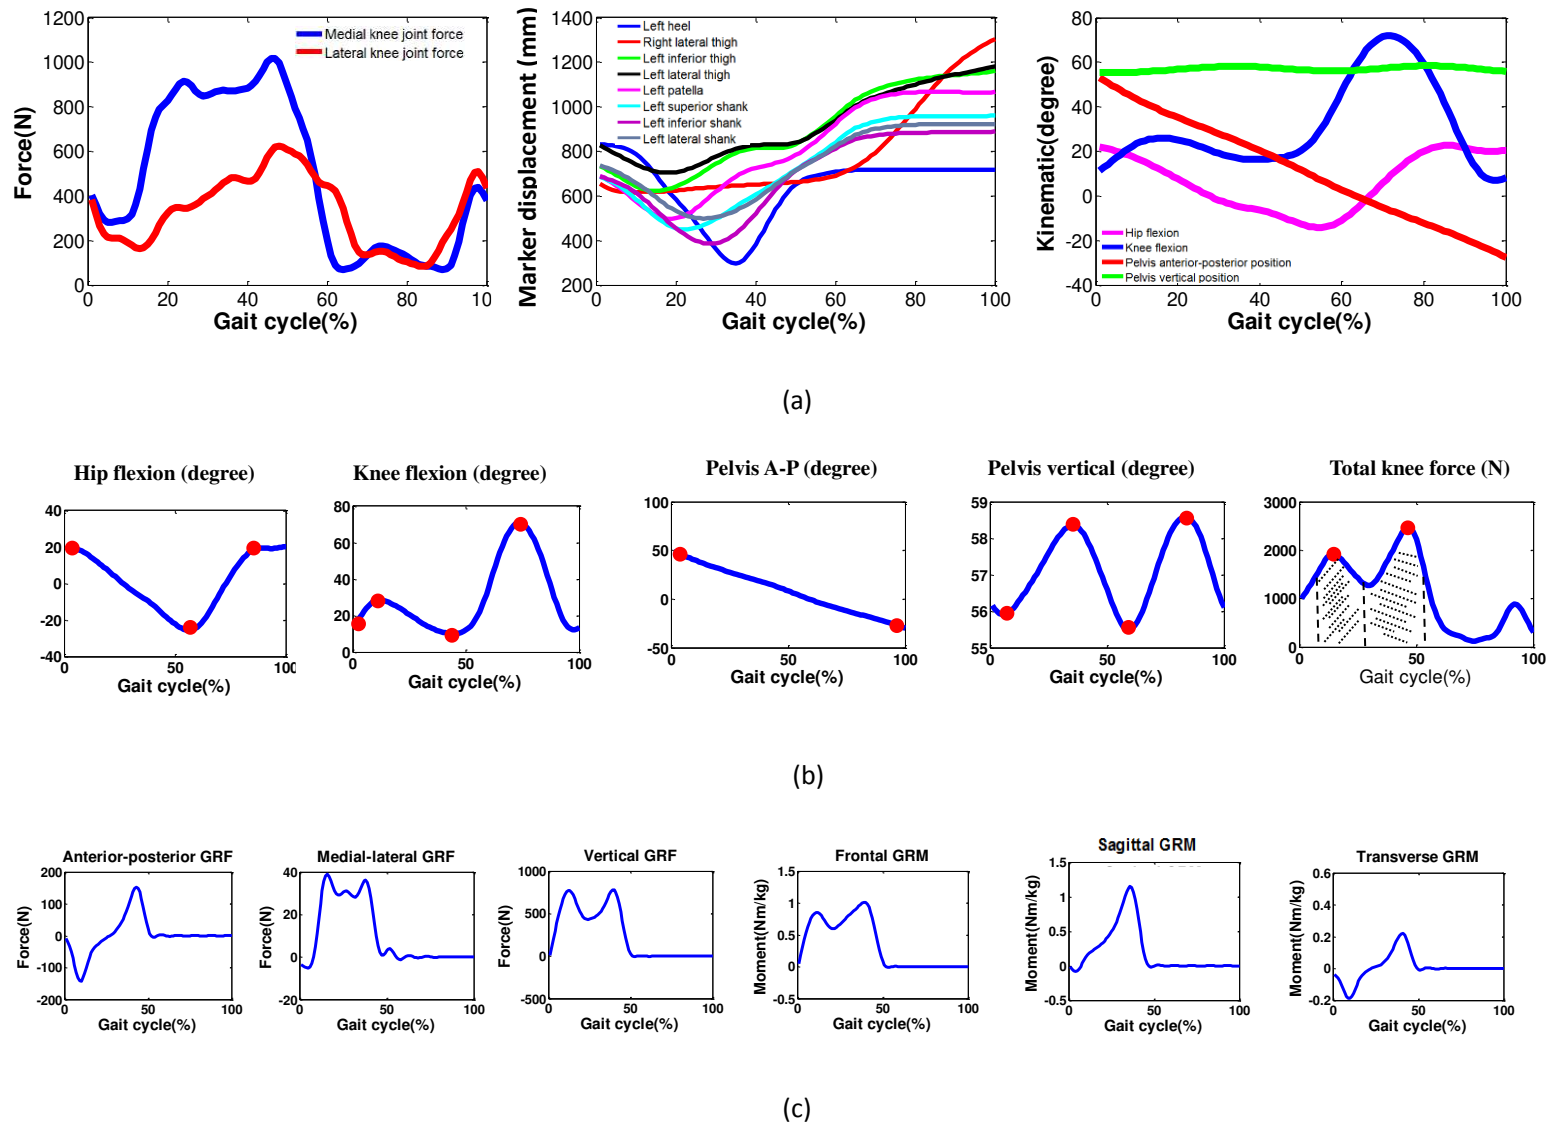 1200
1000
800
600
400
200
0
Force(N)
Medial knee joint force
Lateral knee joint force
0 20 40 60 80 10
Gait cycle(%)
1400
1200
1000
800
600
400
200
Marker displacement (mm)
Left heel
Right lateral thigh
Left inferior thigh
Left lateral thigh
Left patella
Left superior shank
Left inferior shank
Left lateral shank
0 20 40 60 80 100
Gait cycle(%)
80
60
40
20
0
-20
-40
Kinematic(degree)
Hip flexion
Knee flexion
Pelvis anterior-posterior position
Pelvis vertical position
0 20 40 60 80 100
Gait cycle(%)
(a)
Hip flexion (degree)
40
20
0
-20
-40
0 50 100
Gait cycle(%)
Knee flexion (degree)
80
60
40
20
0
0 50 100
Gait cycle(%)
Pelvis A-P (degree)
100
50
0
-50
0 50 100
Gait cycle(%)
Pelvis vertical (degree)
59
58
57
56
55
0 50 100
Gait cycle(%)
Total knee force (N)
3000
2000
1000
0
0 50 100
Gait cycle(%)
(b)
Anterior-posterior GRF
200
100
0
-100
-200
Force(N)
0 50 100
Gait cycle(%)
Medial-lateral GRF
40
20
0
-20
Force(N)
0 50 100
Gait cycle(%)
Vertical GRF
1000
500
0
-500
Force(N)
0 50 100
Gait cycle(%)
Frontal GRM
1.5
1
0.5
0
-0.5
Moment(Nm/kg)
0 50 100
Gait cycle(%)
Sagittal GRM
1.5
1
0.5
0
-0.5
Moment(Nm/kg)
0 50 100
Gait cycle(%)
Transverse GRM
0.6
0.4
0.2
0
-0.2
Moment(Nm/kg)
0 50 100
Gait cycle(%)
(c)